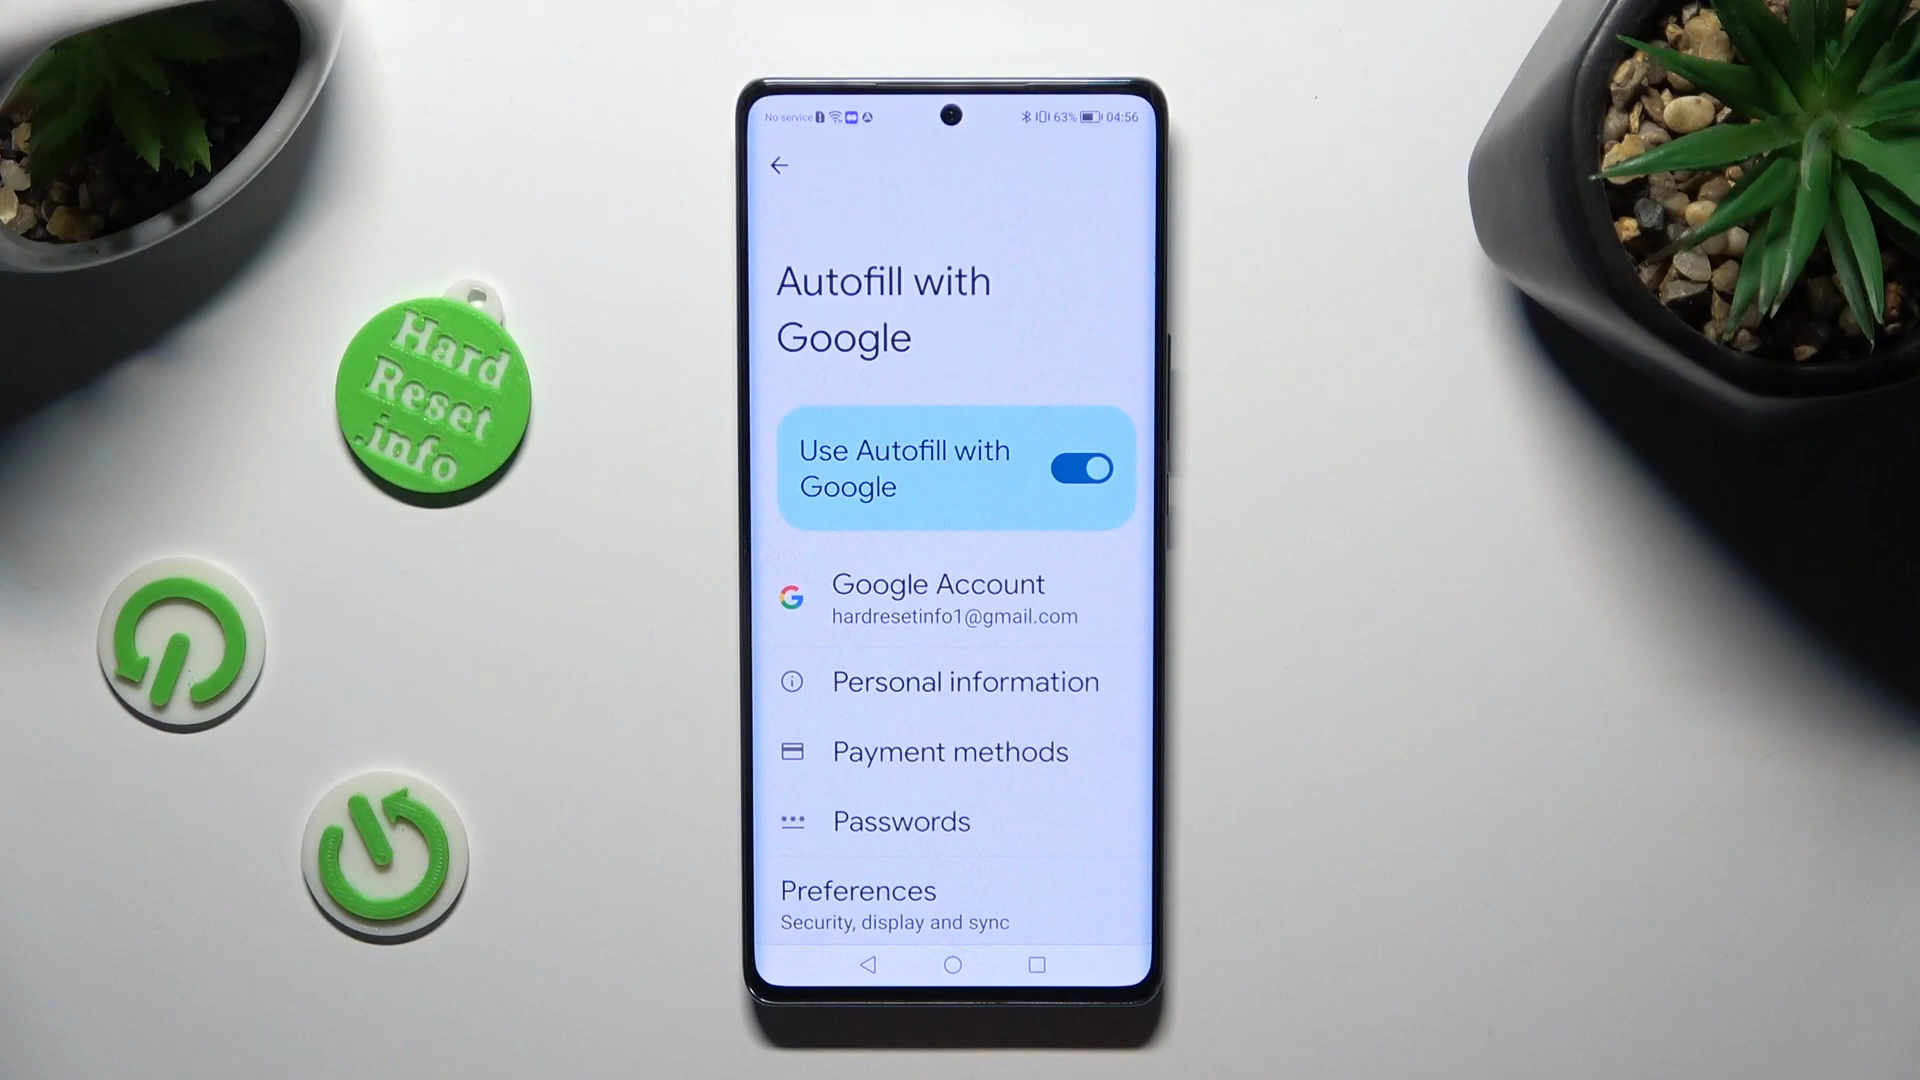 No service 63% 04:56
Autofill with
Google
Use Autofill with
Google
Google Account
hardresetinfo1@gmail.com
Personal information
Payment methods
Passwords
Preferences
Security, display and sync
Hard
Reset
.info